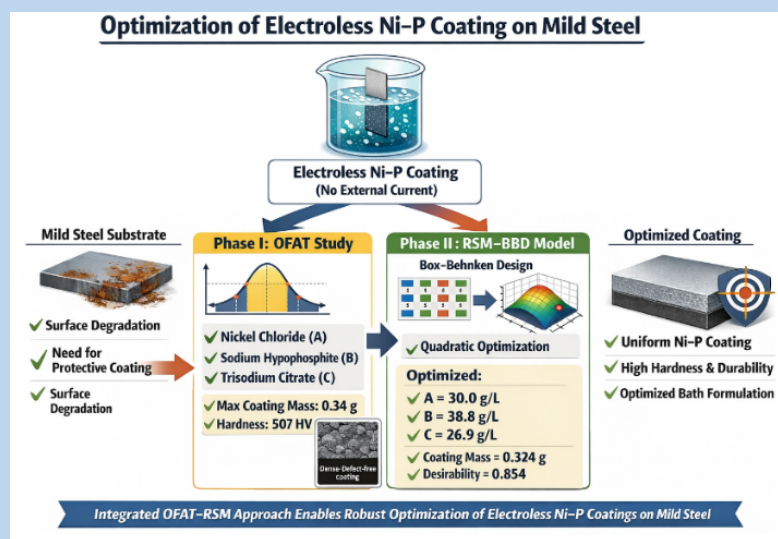 Optimization of Electroless Ni–P Coating on Mild Steel
Electroless Ni–P Coating
(No External Current)
Mild Steel Substrate
✓ Surface Degradation
✓ Need for
Protective Coating
✓ Surface
Degradation
Phase I: OFAT Study
✓ Nickel Chloride (A)
✓ Sodium Hypophosphite (B)
✓ Trisodium Citrate (C)
✓ Max Coating Mass: 0.34 g
✓ Hardness: 507 HV
Dense-Defect-free
coating
Phase II: RSM–BBD Model
Box–Behnken Design
✓ Quadratic Optimization
Optimized:
✓ A = 30.0 g/L
✓ B = 38.8 g/L
✓ C = 26.9 g/L
✓ Coating Mass = 0.324 g
✓ Desirability = 0.854
Optimized Coating
✓ Uniform Ni–P Coating
✓ High Hardness & Durability
✓ Optimized Bath Formulation
Integrated OFAT–RSM Approach Enables Robust Optimization of Electroless Ni–P Coatings on Mild Steel